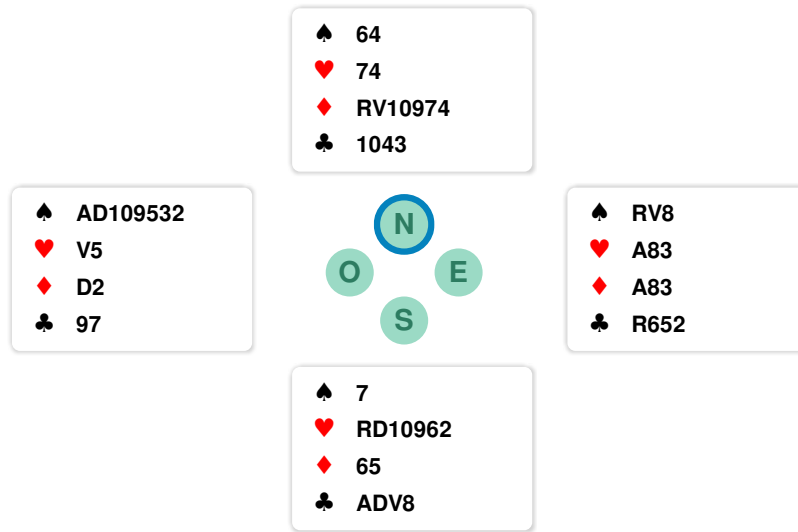 ♠ 64
♥ 74
♦ RV10974
♣ 1043
♠ AD109532
♥ V5
♦ D2
♣ 97
N
O E
S
♠ RV8
♥ A83
♦ A83
♣ R652
♠ 7
♥ RD10962
♦ 65
♣ ADV8